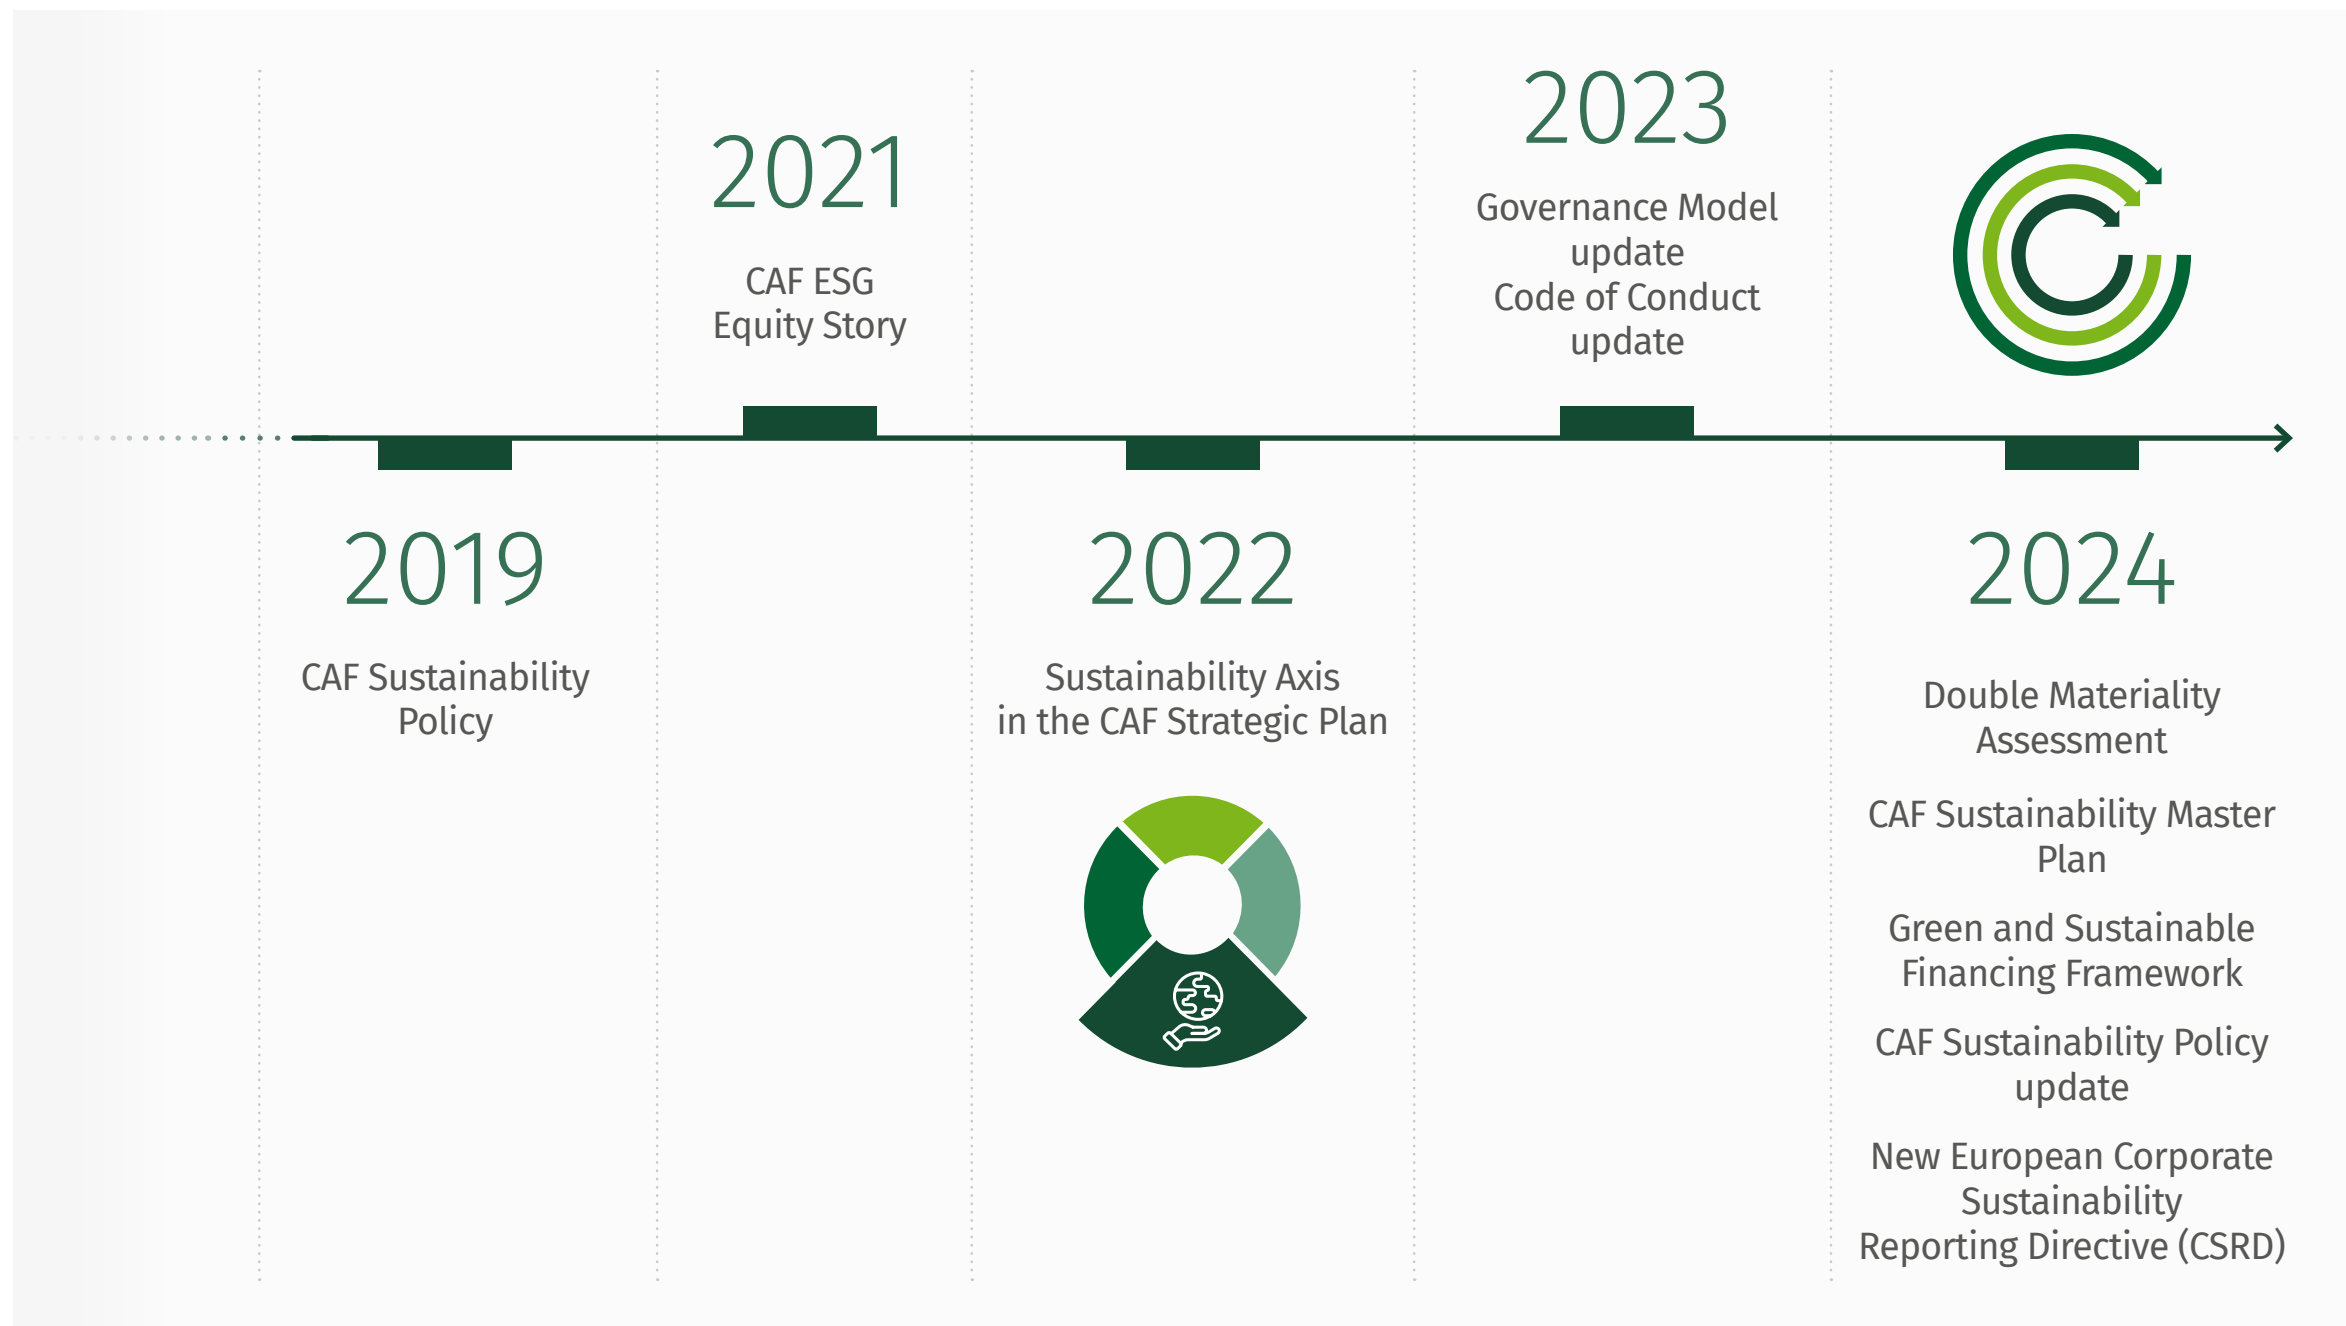 2019
CAF Sustainability
Policy
2021
CAF ESG
Equity Story
2022
Sustainability Axis
in the CAF Strategic Plan
2023
Governance Model
update
Code of Conduct
update
2024
Double Materiality
Assessment
CAF Sustainability Master
Plan
Green and Sustainable
Financing Framework
CAF Sustainability Policy
update
New European Corporate
Sustainability
Reporting Directive (CSRD)